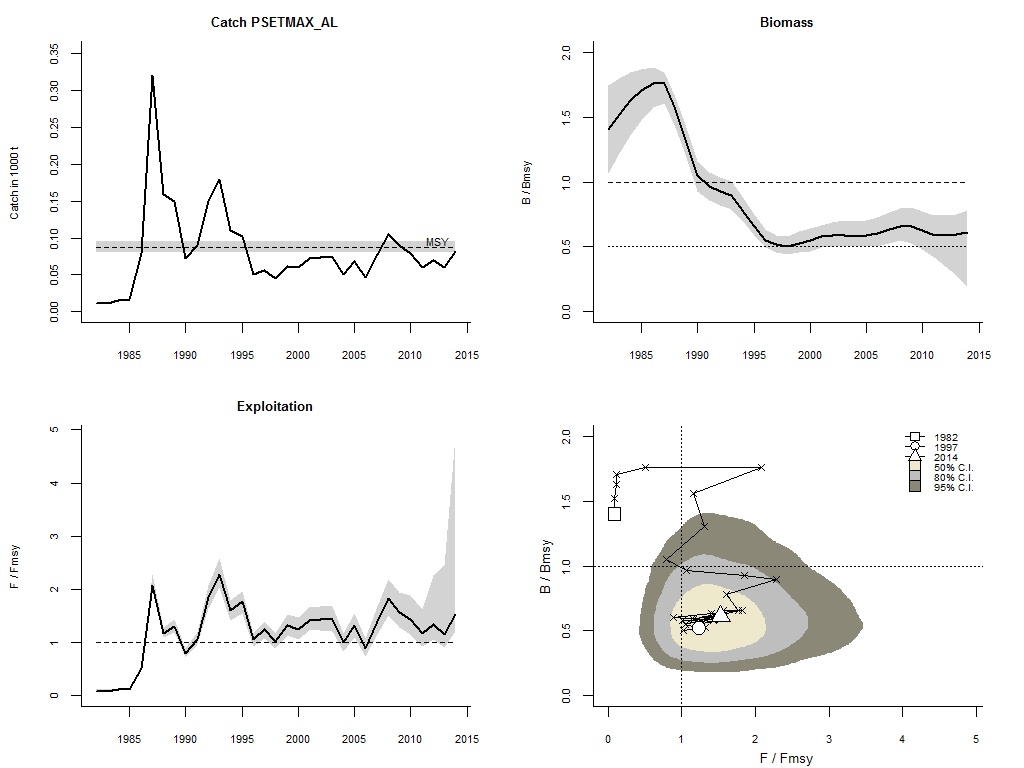 Catch PSETMAX_AL
Catch in 1000 t
0.00 0.05 0.10 0.15 0.20 0.25 0.30 0.35
MSY
1985 1990 1995 2000 2005 2010 2015
Biomass
B / Bmsy
0.0 0.5 1.0 1.5 2.0
1985 1990 1995 2000 2005 2010 2015
Exploitation
F / Fmsy
0 1 2 3 4 5
1985 1990 1995 2000 2005 2010 2015
B / Bmsy
0.0 0.5 1.0 1.5 2.0
1982
1997
2014
50% C.I.
80% C.I.
95% C.I.
0 1 2 3 4 5
F / Fmsy